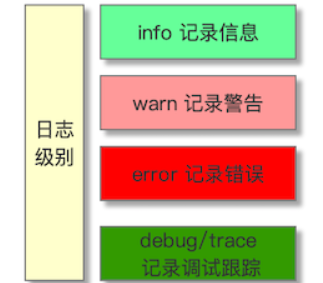 日志
级别
info 记录信息
warn 记录警告
error 记录错误
debug/trace
记录调试跟踪